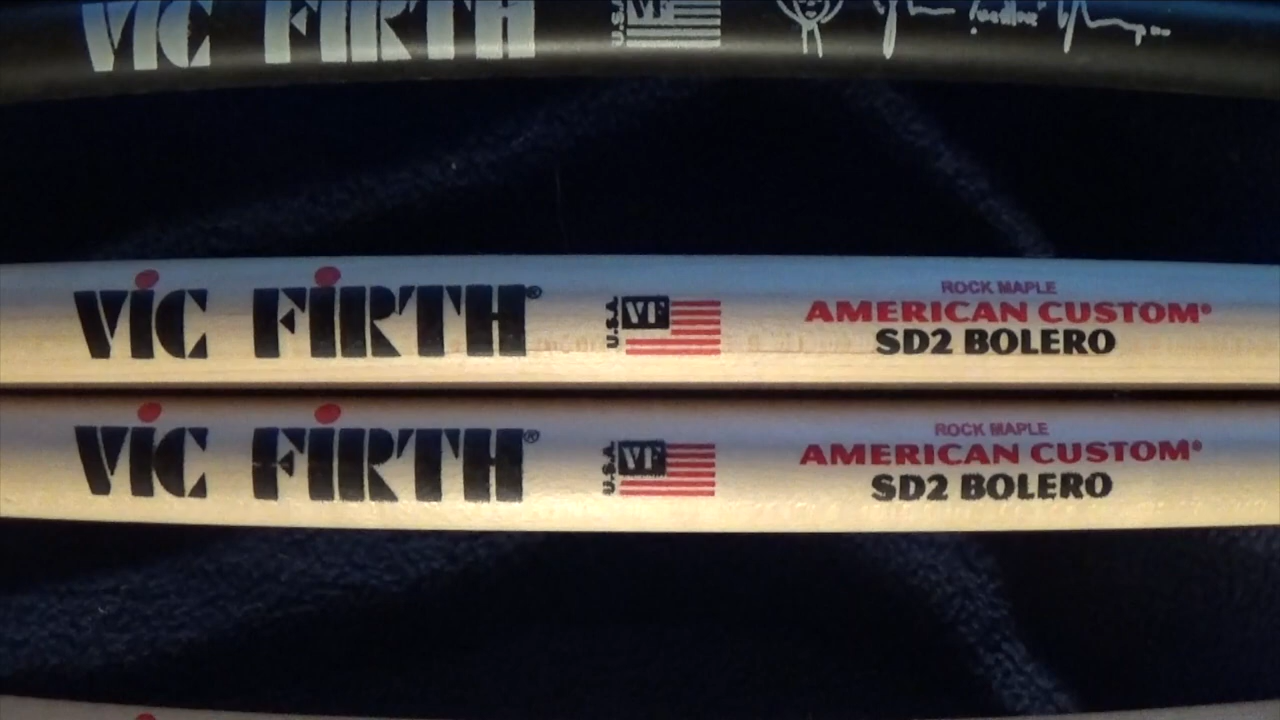 VIC FIRTH
U.S.A.
VF
VIC FIRTH®
U.S.A.
VF
ROCK MAPLE
AMERICAN CUSTOM®
SD2 BOLERO
VIC FIRTH®
U.S.A.
VF
ROCK MAPLE
AMERICAN CUSTOM®
SD2 BOLERO